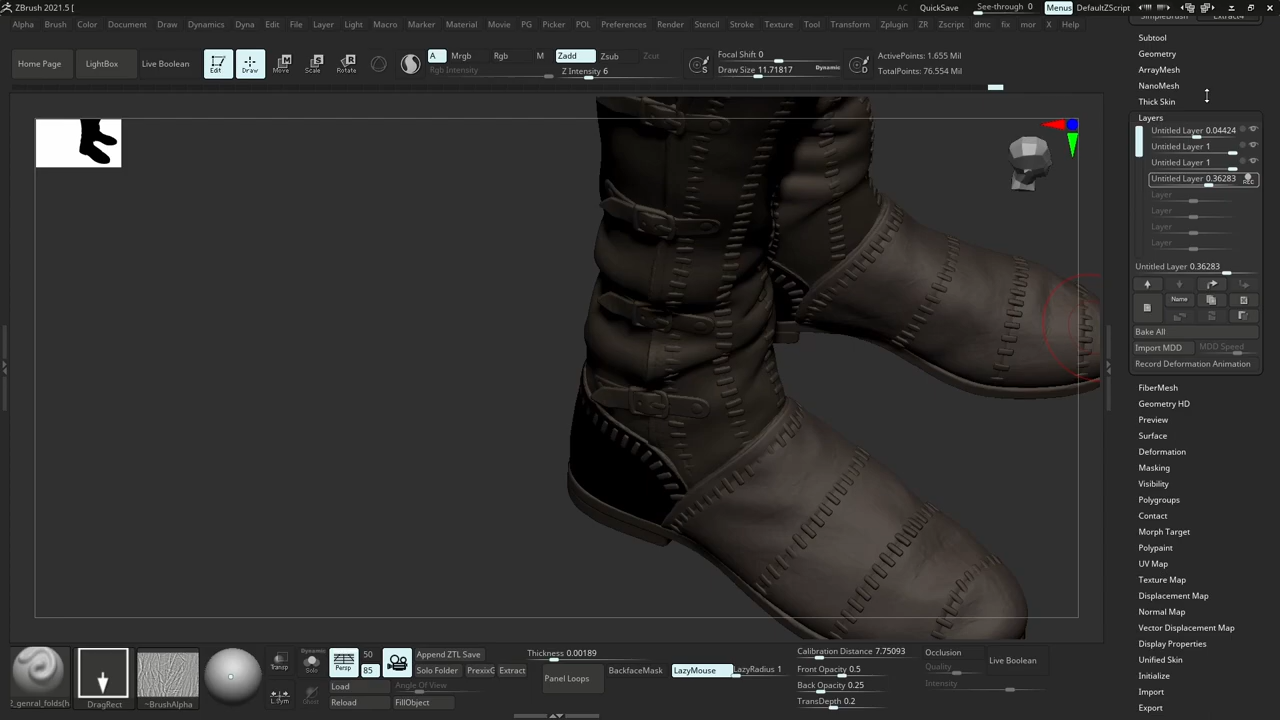 ZBrush 2021.5 [
AC QuickSave See-through 0 Menus DefaultZScript
Alpha Brush Document Draw Dynamics Edit File Layer Light Macro Marker Material Movie PG Picker POL Preferences Render Stencil Stroke Texture Tool Transform Zplugin ZR Zscript dmc fix mor X Help
Home Page LightBox Live Boolean Edit Draw Move Scale Rotate
A Mrgb Rgb M Zadd Zsub Zcut
Rgb Intensity Z Intensity 6
Focal Shift 0
Draw Size 11.71817 Dynamic
S D
ActivePoints: 1.655 Mil
TotalPoints: 76.554 Mil
SimpleBrush Extract4
Subtool
Geometry
ArrayMesh
NanoMesh
Thick Skin
Layers
Untitled Layer 0.04424
Untitled Layer 1
Untitled Layer 1
Untitled Layer 0.36283 REC
Layer
Layer
Layer
Layer
Untitled Layer 0.36283
Name
Bake All
Import MDD MDD Speed
Record Deformation Animation
FiberMesh
Geometry HD
Preview
Surface
Deformation
Masking
Visibility
Polygroups
Contact
Morph Target
Polypaint
UV Map
Texture Map
Displacement Map
Normal Map
Vector Displacement Map
Display Properties
Unified Skin
Initialize
Import
Export
DragRect
~BrushAlpha
Transp
L.Sym
Dynamic
Solo
Ghost
Persp
50
85
Load
Reload
Angle Of View
Append ZTL Save
Solo Folder
FillObject
Extract
Thickness 0.00189
Panel Loops
BackfaceMask
LazyMouse
LazyRadius 1
Calibration Distance 7.75093
Front Opacity 0.5
Back Opacity 0.25
TransDepth 0.2
Occlusion
Quality
Intensity
Live Boolean